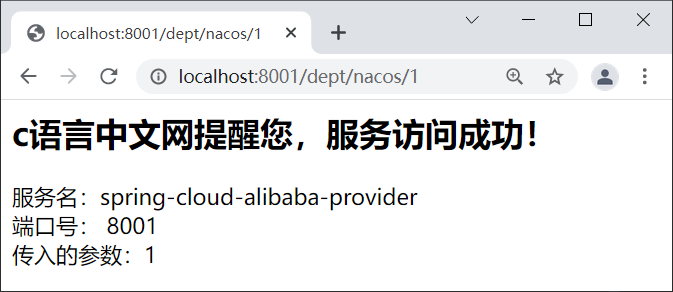 localhost:8001/dept/nacos/1
localhost:8001/dept/nacos/1
c语言中文网提醒您，服务访问成功！
服务名：spring-cloud-alibaba-provider
端口号： 8001
传入的参数：1